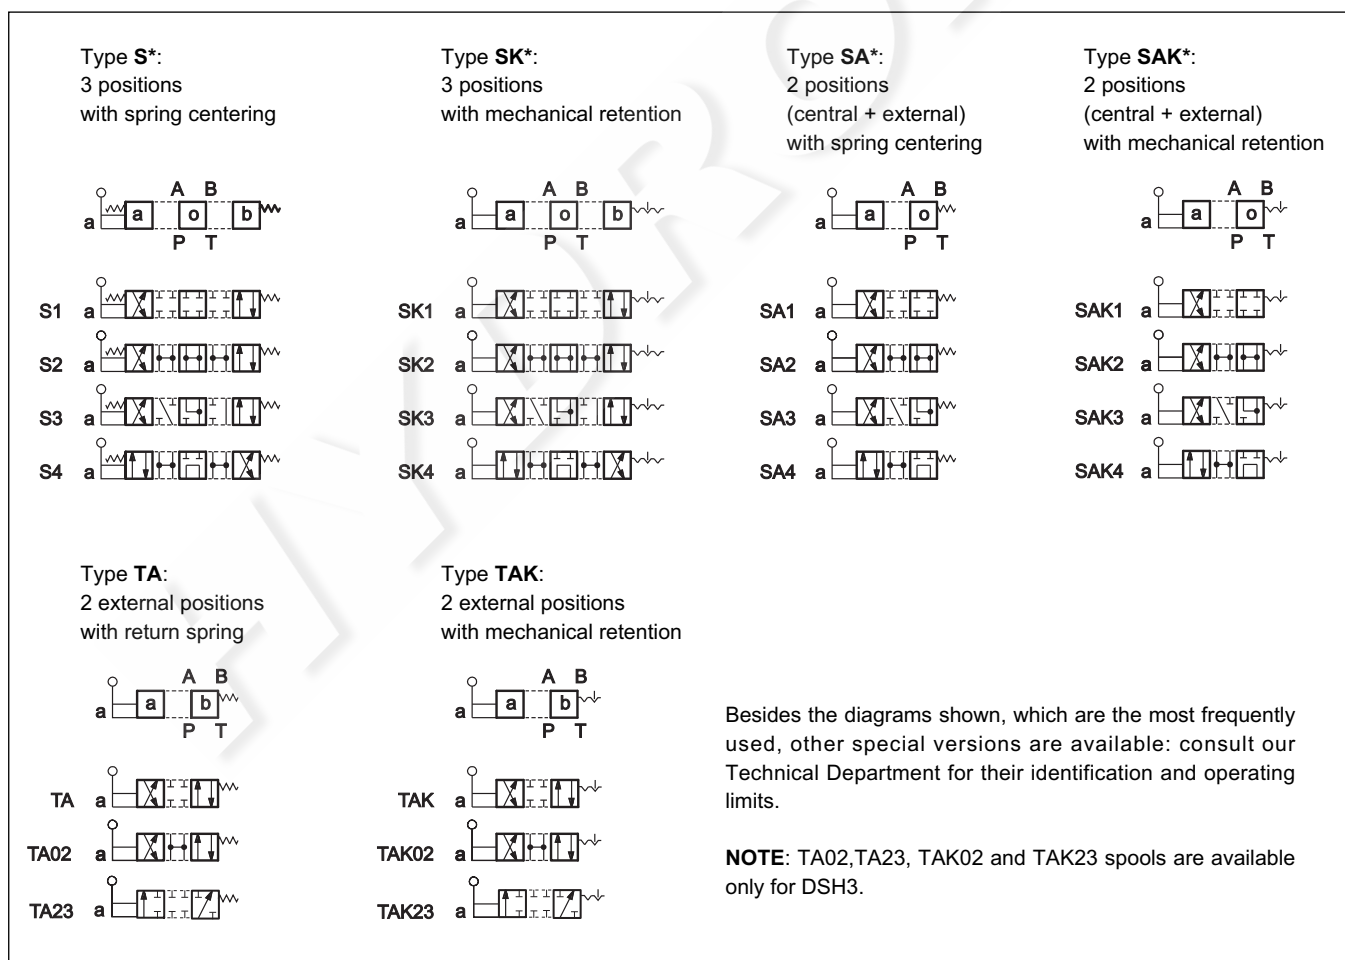 Type S*:
3 positions
with spring centering
Type SK*:
3 positions
with mechanical retention
Type SA*:
2 positions
(central + external)
with spring centering
Type SAK*:
2 positions
(central + external)
with mechanical retention
A B
a a o b
P T
A B
a a o b
P T
A B
a a o
P T
A B
a a o
P T
S1 a
S2 a
S3 a
S4 a
SK1 a
SK2 a
SK3 a
SK4 a
SA1 a
SA2 a
SA3 a
SA4 a
SAK1 a
SAK2 a
SAK3 a
SAK4 a
Type TA:
2 external positions
with return spring
Type TAK:
2 external positions
with mechanical retention
A B
a a b
P T
A B
a a b
P T
TA a
TA02 a
TA23 a
TAK a
TAK02 a
TAK23 a
Besides the diagrams shown, which are the most frequently
used, other special versions are available: consult our
Technical Department for their identification and operating
limits.
NOTE: TA02,TA23, TAK02 and TAK23 spools are available
only for DSH3.
HYDRO